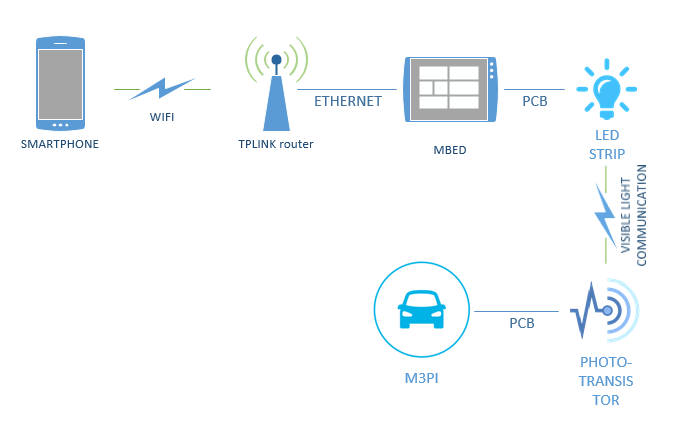 SMARTPHONE
WIFI
TPLINK router
ETHERNET
MBED
PCB
LED
STRIP
VISIBLE LIGHT
COMMUNICATION
PHOTO-
TRANSIS
TOR
PCB
M3PI